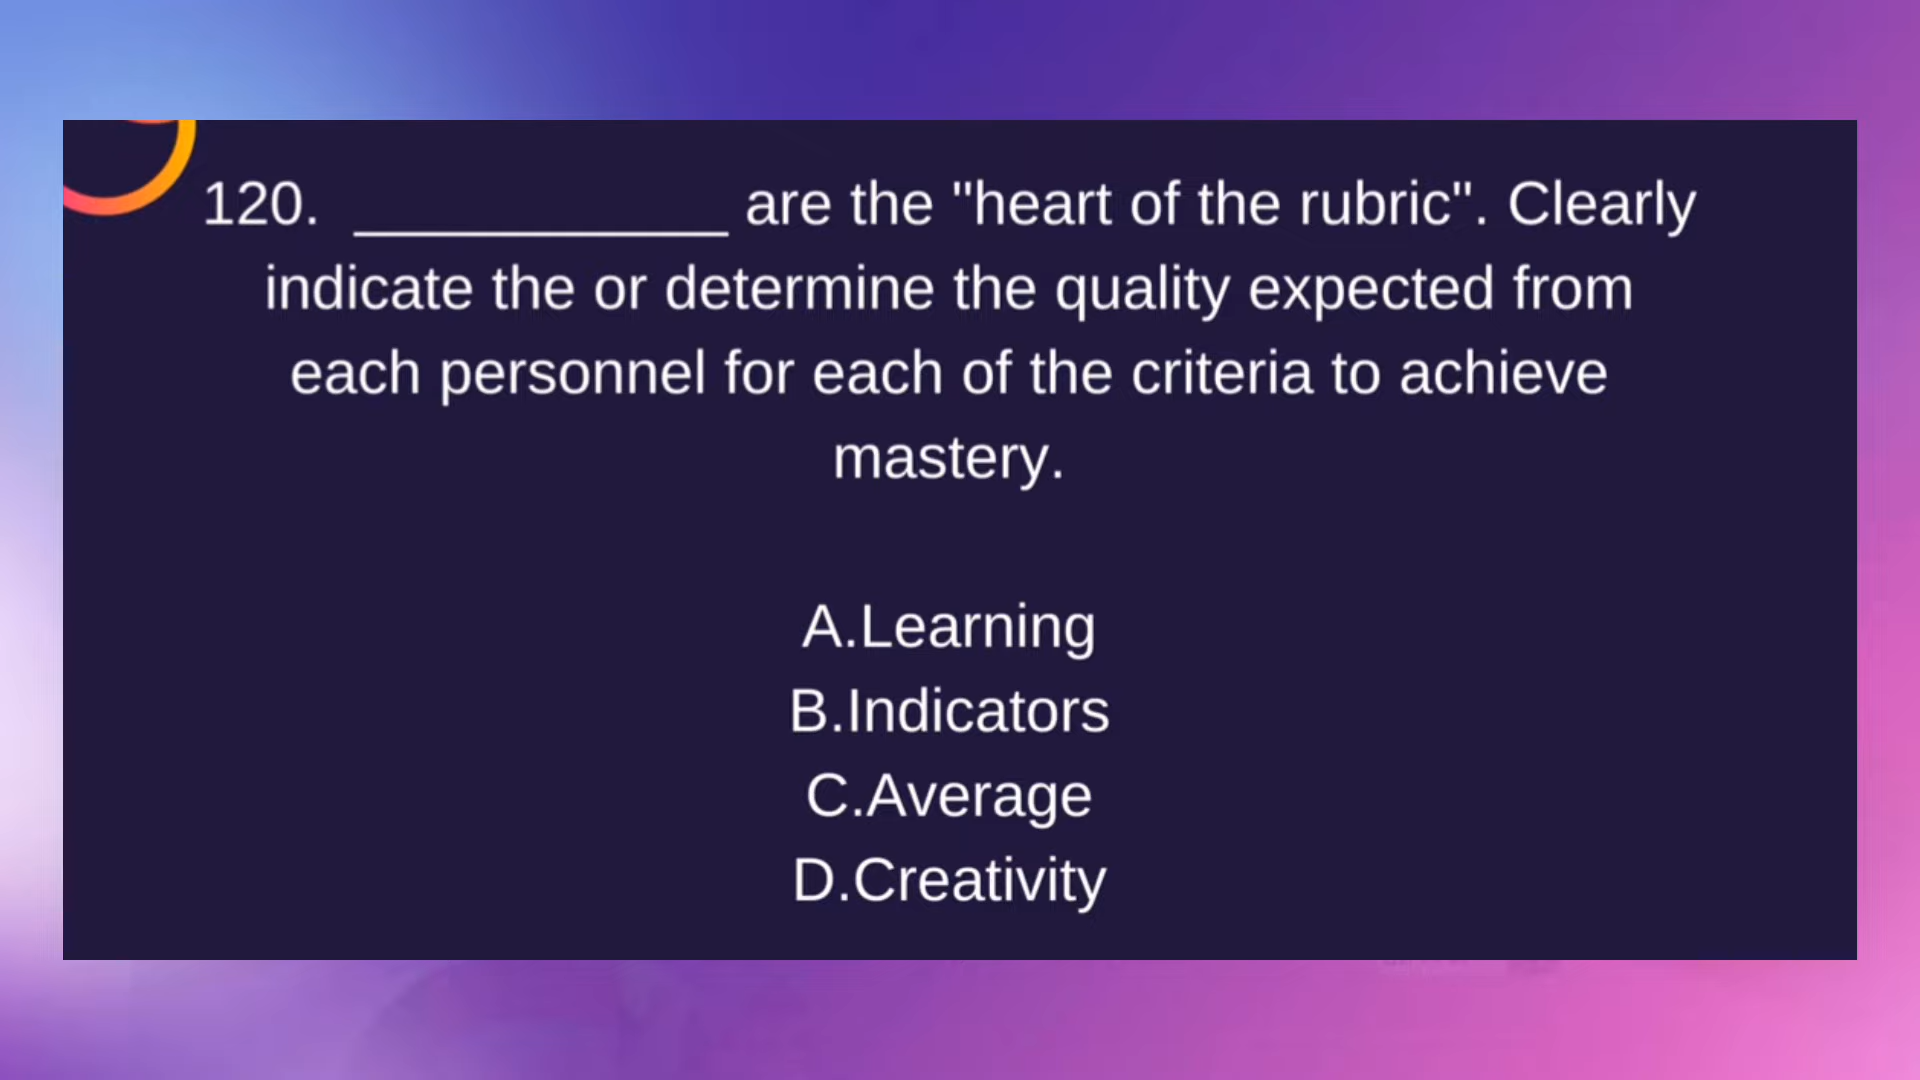 120. ____________ are the "heart of the rubric". Clearly
indicate the or determine the quality expected from
each personnel for each of the criteria to achieve
mastery.
A.Learning
B.Indicators
C.Average
D.Creativity